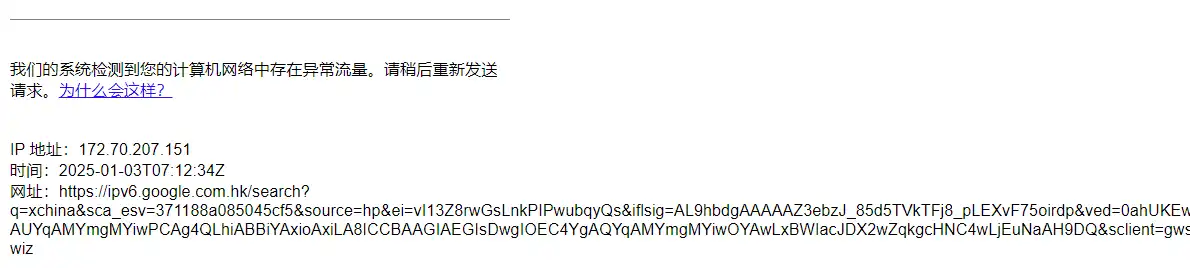 我们的系统检测到您的计算机网络中存在异常流量。请稍后重新发送
请求。为什么会这样？
IP 地址：172.70.207.151
时间：2025-01-03T07:12:34Z
网址：https://ipv6.google.com.hk/search?
q=xchina&sca_esv=371188a085045cf5&source=hp&ei=vl13Z8rwGsLnkPIPwubqyQs&iflsig=AL9hbdgAAAAAZ3ebzJ_85d5TVkTFj8_pLEXvF75oirdp&ved=0ahUKEw
AUYqAMYmgMYiwPCAg4QLhiABBiYAxioAxiLA8ICCBAAGIAEGIsDwgIOEC4YgAQYqAMYmgMYiwOYAwLxBWIacJDX2wZqkgcHNC4wLjEuNaAH9DQ&sclient=gws
wiz